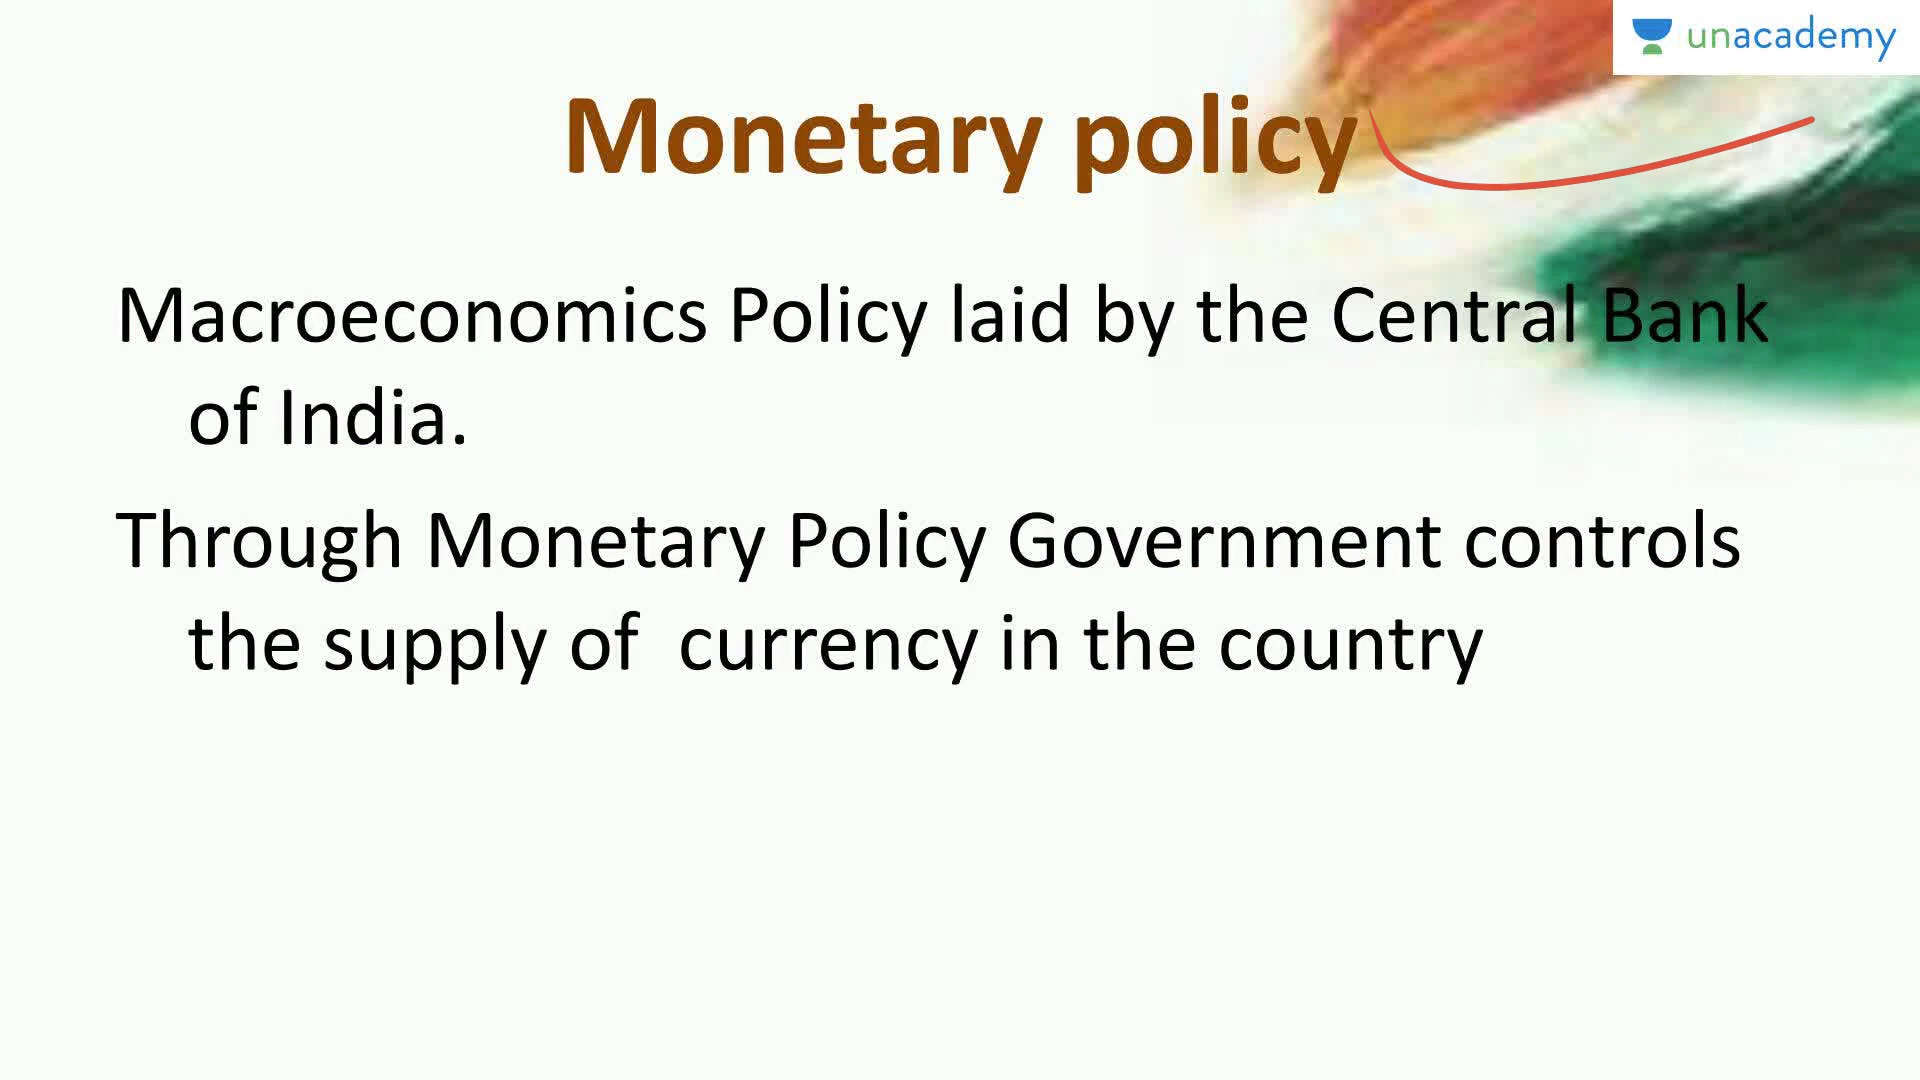 unacademy
Monetary policy
Macroeconomics Policy laid by the Central Bank
of India.
Through Monetary Policy Government controls
the supply of  currency in the country